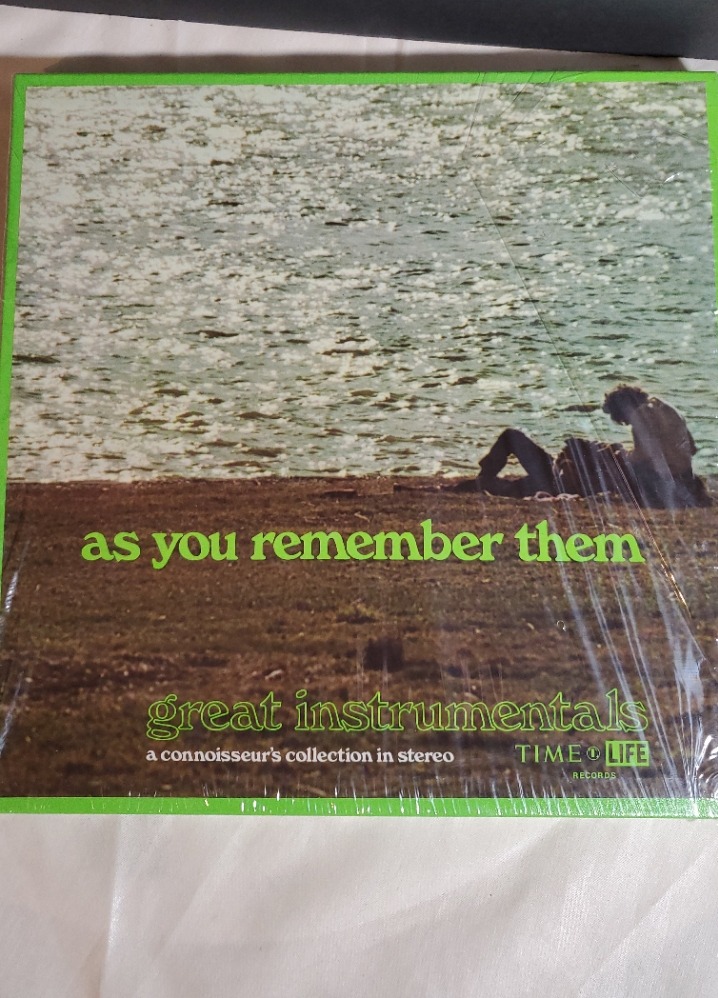 as you remember them
great instrumentals
a connoisseur's collection in stereo
TIME L LIFE
RECORDS